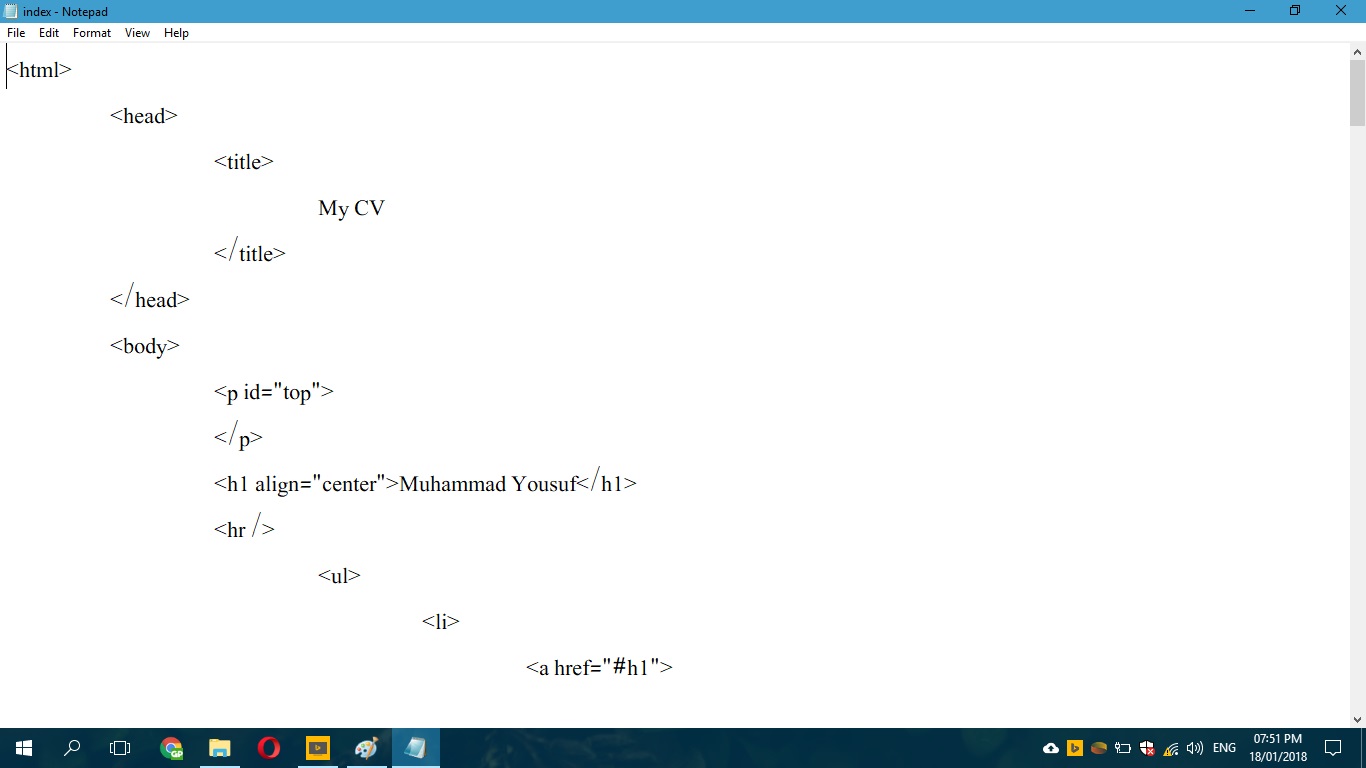 index - Notepad
File Edit Format View Help
<html>
<head>
<title>
My CV
</title>
</head>
<body>
<p id="top">
</p>
<h1 align="center">Muhammad Yousuf</h1>
<hr />
<ul>
<li>
<a href="#h1">
GP
ENG
07:51 PM
18/01/2018